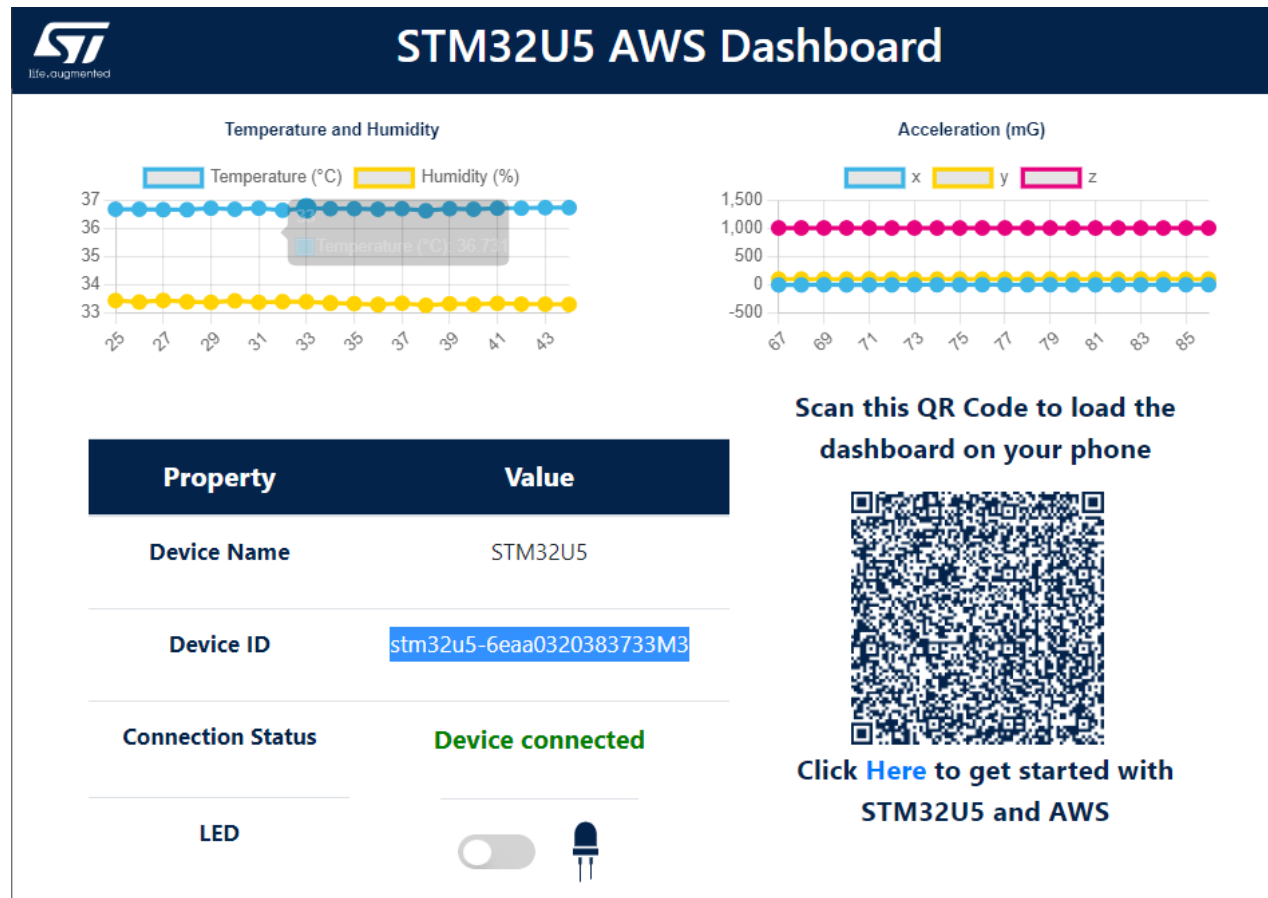 life.augmented
STM32U5 AWS Dashboard
Temperature and Humidity
Temperature (°C) Humidity (%)
37
36
35
34
33
Temperature (°C): 36.731
25 27 29 31 33 35 37 39 41 43
Acceleration (mG)
x y z
1,500
1,000
500
0
-500
67 69 71 73 75 77 79 81 83 85
Property Value
Device Name STM32U5
Device ID stm32u5-6eaa0320383733M3
Connection Status Device connected
LED
Scan this QR Code to load the
dashboard on your phone
Click Here to get started with
STM32U5 and AWS